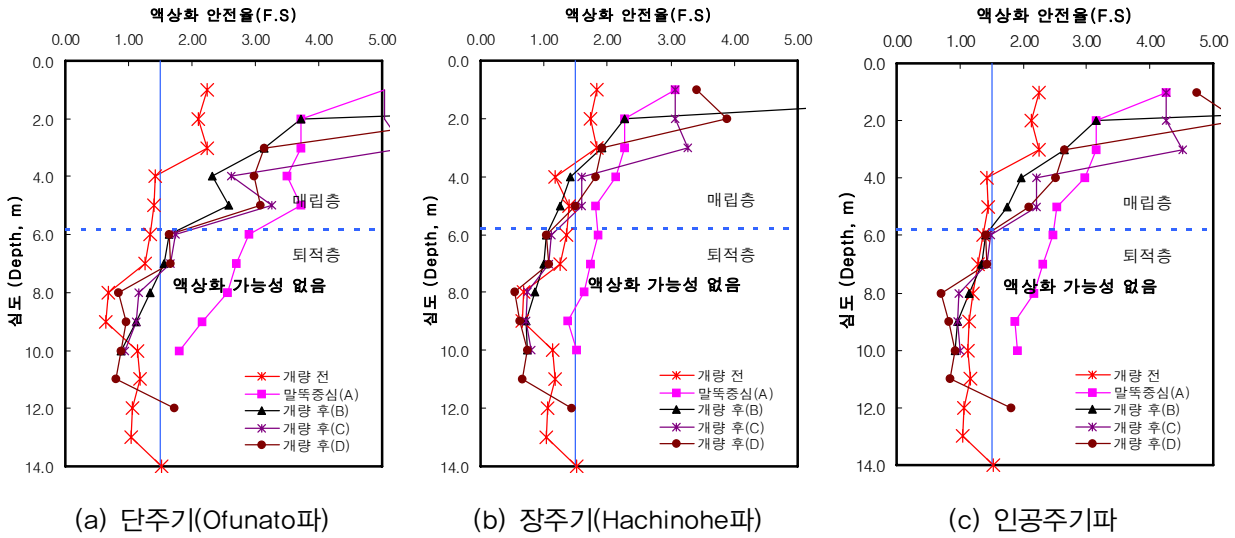 액상화 안전율(F.S)
0.00 1.00 2.00 3.00 4.00 5.00
심도 (Depth, m)
0.0
2.0
4.0
6.0
8.0
10.0
12.0
14.0
매립층
퇴적층
액상화 가능성 없음
개량 전
말뚝중심(A)
개량 후(B)
개량 후(C)
개량 후(D)
(a) 단주기(Ofunato파)
액상화 안전율(F.S)
0.00 1.00 2.00 3.00 4.00 5.00
심도 (Depth, m)
0.0
2.0
4.0
6.0
8.0
10.0
12.0
14.0
매립층
퇴적층
액상화 가능성 없음
개량 전
말뚝중심(A)
개량 후(B)
개량 후(C)
개량 후(D)
(b) 장주기(Hachinohe파)
액상화 안전율(F.S)
0.00 1.00 2.00 3.00 4.00 5.00
심도 (Depth, m)
0.0
2.0
4.0
6.0
8.0
10.0
12.0
14.0
매립층
퇴적층
액상화 가능성 없음
개량 전
말뚝중심(A)
개량 후(B)
개량 후(C)
개량 후(D)
(c) 인공주기파